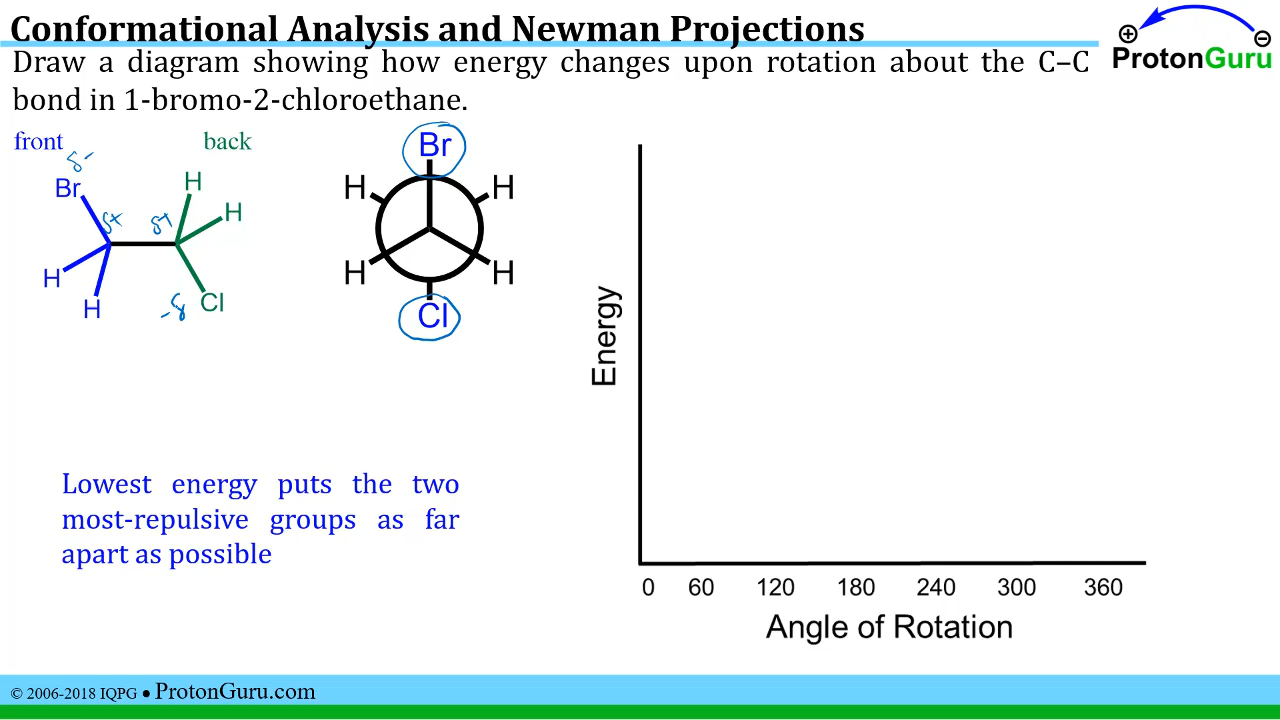 Conformational Analysis and Newman Projections
⊕ ⊖
ProtonGuru
Draw a diagram showing how energy changes upon rotation about the C–C
bond in 1-bromo-2-chloroethane.
front back
δ-
Br H H
δ+ δ+
H H
-δ Cl
Br
H H
H H
Cl
Energy
Lowest energy puts the two
most-repulsive groups as far
apart as possible
0 60 120 180 240 300 360
Angle of Rotation
© 2006-2018 IQPG ● ProtonGuru.com